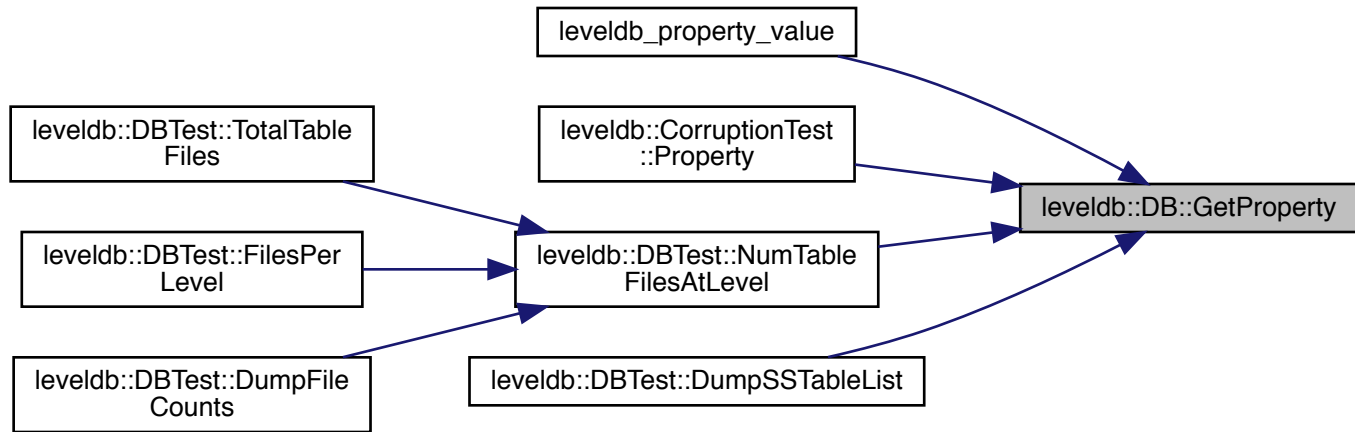 leveldb_property_value
leveldb::DBTest::TotalTable
Files
leveldb::CorruptionTest
::Property
leveldb::DB::GetProperty
leveldb::DBTest::FilesPer
Level
leveldb::DBTest::NumTable
FilesAtLevel
leveldb::DBTest::DumpFile
Counts
leveldb::DBTest::DumpSSTableList